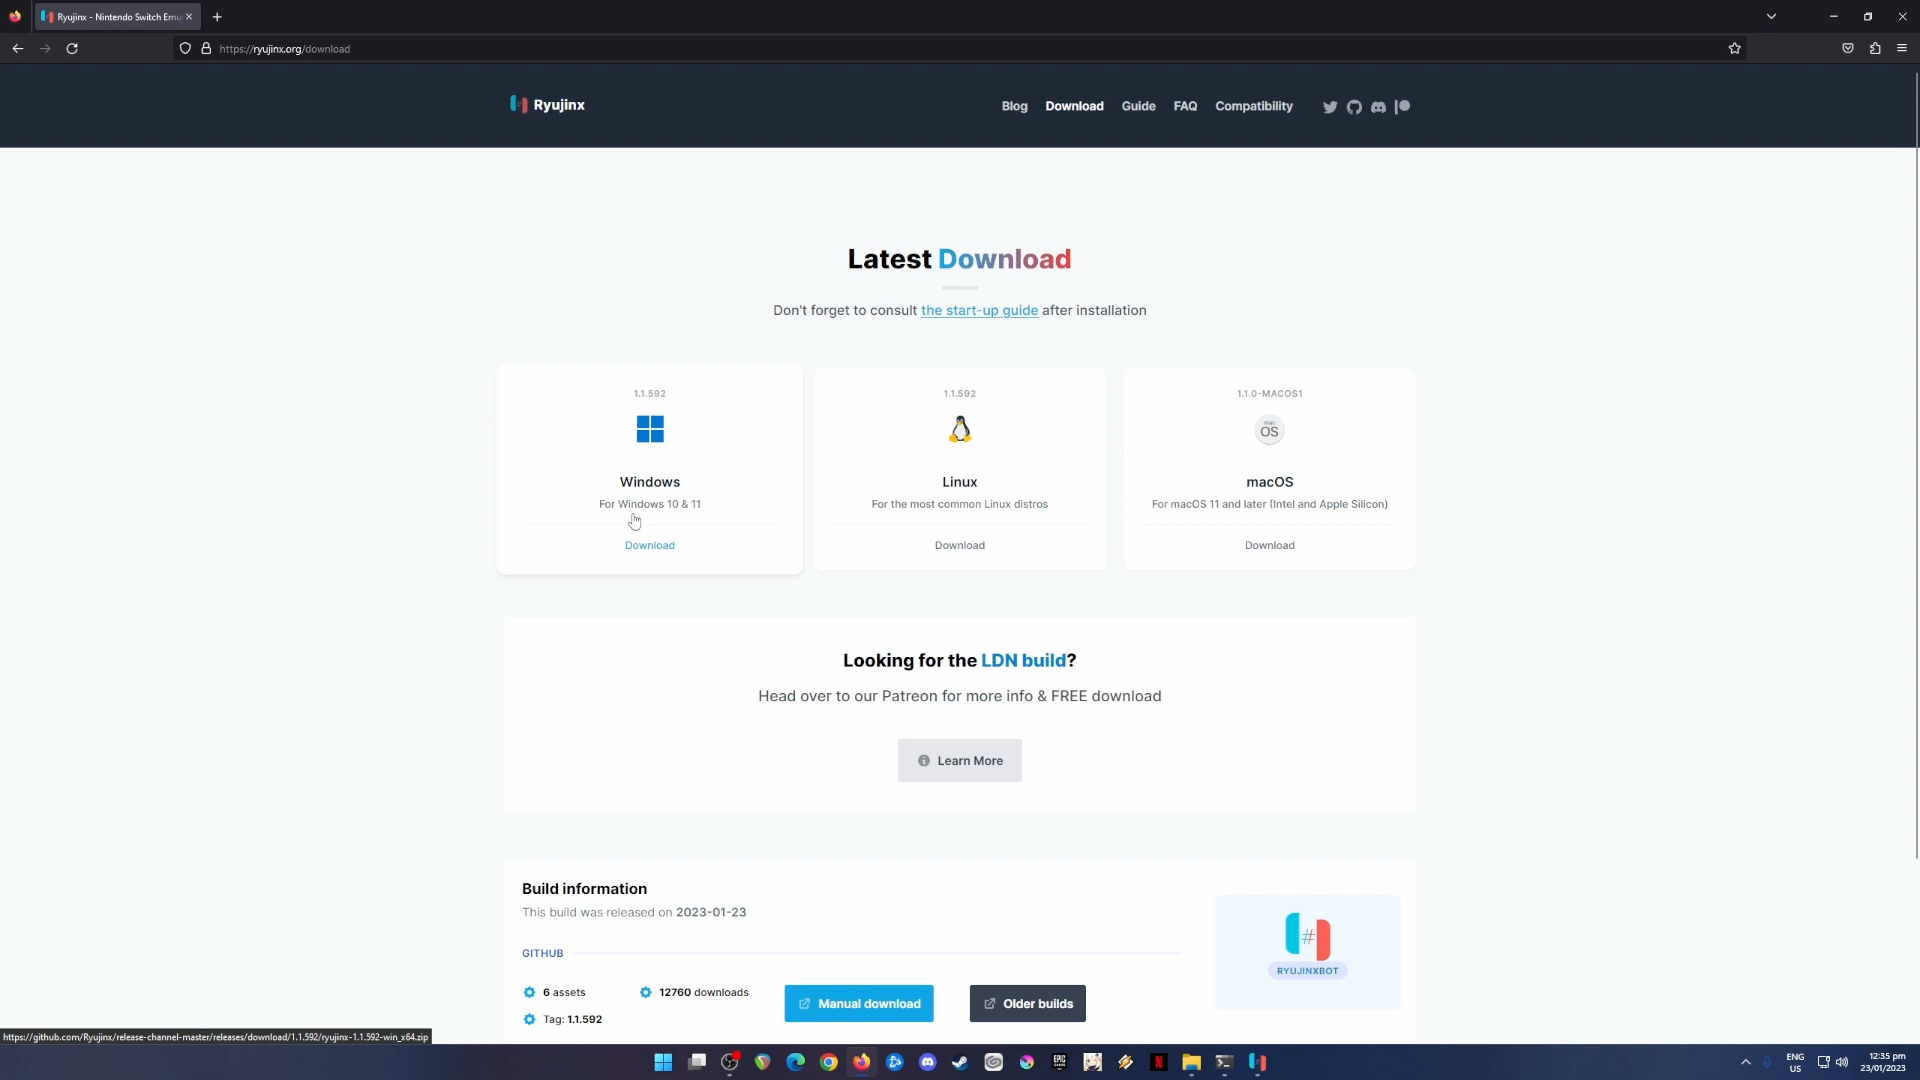 Ryujinx - Nintendo Switch Emu
https://ryujinx.org/download
Ryujinx
Blog Download Guide FAQ Compatibility
Latest Download
Don't forget to consult the start-up guide after installation
1.1.592
Windows
For Windows 10 & 11
Download
1.1.592
Linux
For the most common Linux distros
Download
1.1.0-MACOS1
mac
OS
macOS
For macOS 11 and later (Intel and Apple Silicon)
Download
Looking for the LDN build?
Head over to our Patreon for more info & FREE download
Learn More
Build information
This build was released on 2023-01-23
GITHUB
6 assets
12760 downloads
Tag: 1.1.592
Manual download
Older builds
#
RYUJINXBOT
https://github.com/Ryujinx/release-channel-master/releases/download/1.1.592/ryujinx-1.1.592-win_x64.zip
EPIC
GAMES
N
ENG
US
12:35 pm
23/01/2023